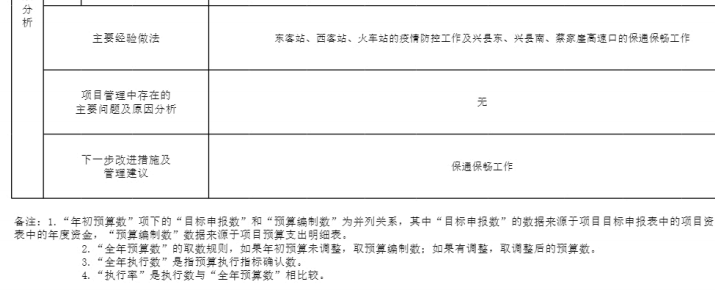 分
析
主要经验做法
东客站、西客站、火车站的疫情防控工作及兴县东、兴县南、蔡家崖高速口的保通保畅工作
项目管理中存在的
主要问题及原因分析
无
下一步改进措施及
管理建议
保通保畅工作
备注：1.“年初预算数”项下的“目标申报数”和“预算编制数”为并列关系，其中“目标申报数”的数据来源于项目目标申报表中的项目资
表中的年度资金，“预算编制数”数据来源于项目预算支出明细表。
2.“全年预算数”的取数规则，如果年初预算未调整，取预算编制数；如果有调整，取调整后的预算数。
3.“全年执行数”是指预算执行指标确认数。
4.“执行率”是执行数与“全年预算数”相比较。